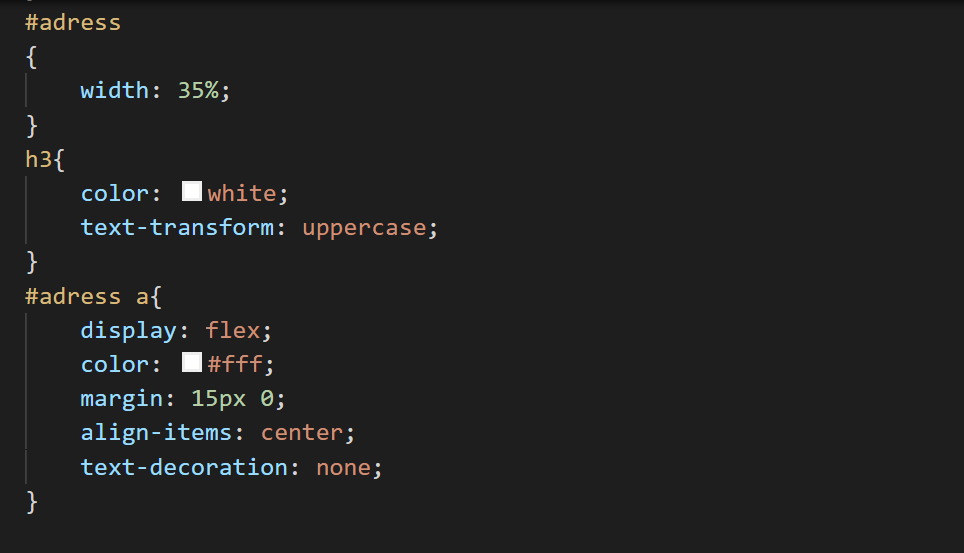 #adress
{
    width: 35%;
}
h3{
    color: white;
    text-transform: uppercase;
}
#adress a{
    display: flex;
    color: #fff;
    margin: 15px 0;
    align-items: center;
    text-decoration: none;
}